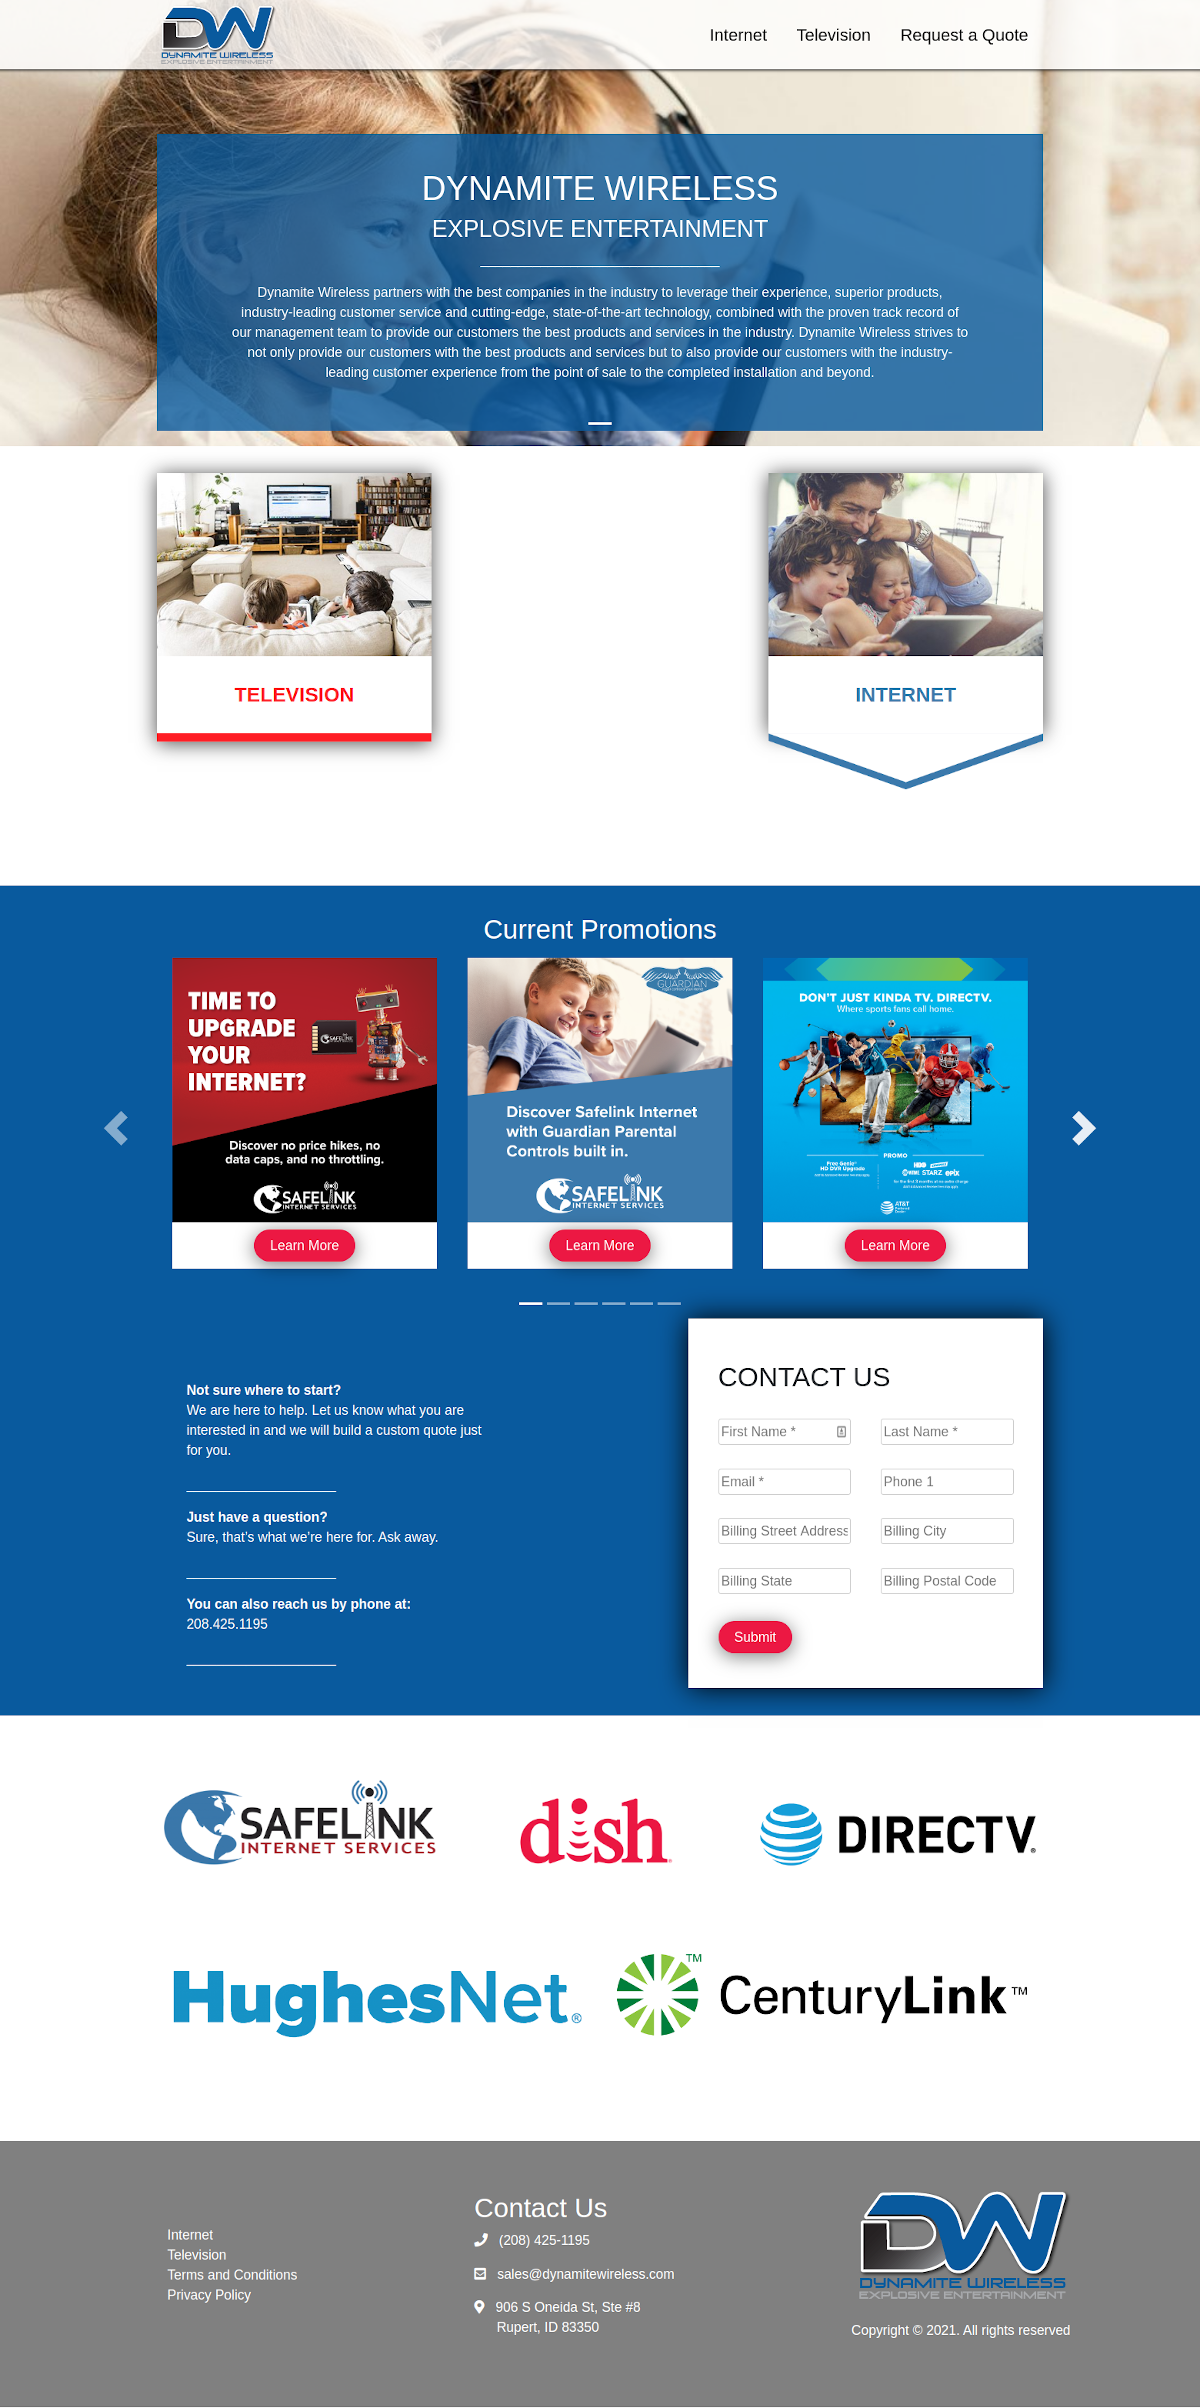 DW
DYNAMITE WIRELESS
EXPLOSIVE ENTERTAINMENT
Internet
Television
Request a Quote
DYNAMITE WIRELESS
EXPLOSIVE ENTERTAINMENT
Dynamite Wireless partners with the best companies in the industry to leverage their experience, superior products,
industry-leading customer service and cutting-edge, state-of-the-art technology, combined with the proven track record of
our management team to provide our customers the best products and services in the industry. Dynamite Wireless strives to
not only provide our customers with the best products and services but to also provide our customers with the industry-
leading customer experience from the point of sale to the completed installation and beyond.
TELEVISION
INTERNET
Current Promotions
TIME TO
UPGRADE
YOUR
INTERNET?
SAFELINK
Discover no price hikes, no
data caps, and no throttling.
SAFELINK
INTERNET SERVICES
Learn More
GUARDIAN
Discover Safelink Internet
with Guardian Parental
Controls built in.
SAFELINK
INTERNET SERVICES
Learn More
DON'T JUST KINDA TV. DIRECTV.
Where sports fans call home.
PROMO
Free Genie®
HD DVR Upgrade
HBO
STARZ epix
AT&T
Learn More
Not sure where to start?
We are here to help. Let us know what you are
interested in and we will build a custom quote just
for you.
Just have a question?
Sure, that's what we're here for. Ask away.
You can also reach us by phone at:
208.425.1195
CONTACT US
First Name *
Last Name *
Email *
Phone 1
Billing Street Address
Billing City
Billing State
Billing Postal Code
Submit
SAFELINK
INTERNET SERVICES
dish
DIRECTV®
HughesNet®
CenturyLink™
TM
Internet
Television
Terms and Conditions
Privacy Policy
Contact Us
(208) 425-1195
sales@dynamitewireless.com
906 S Oneida St, Ste #8
Rupert, ID 83350
DW
DYNAMITE WIRELESS
EXPLOSIVE ENTERTAINMENT
Copyright © 2021. All rights reserved